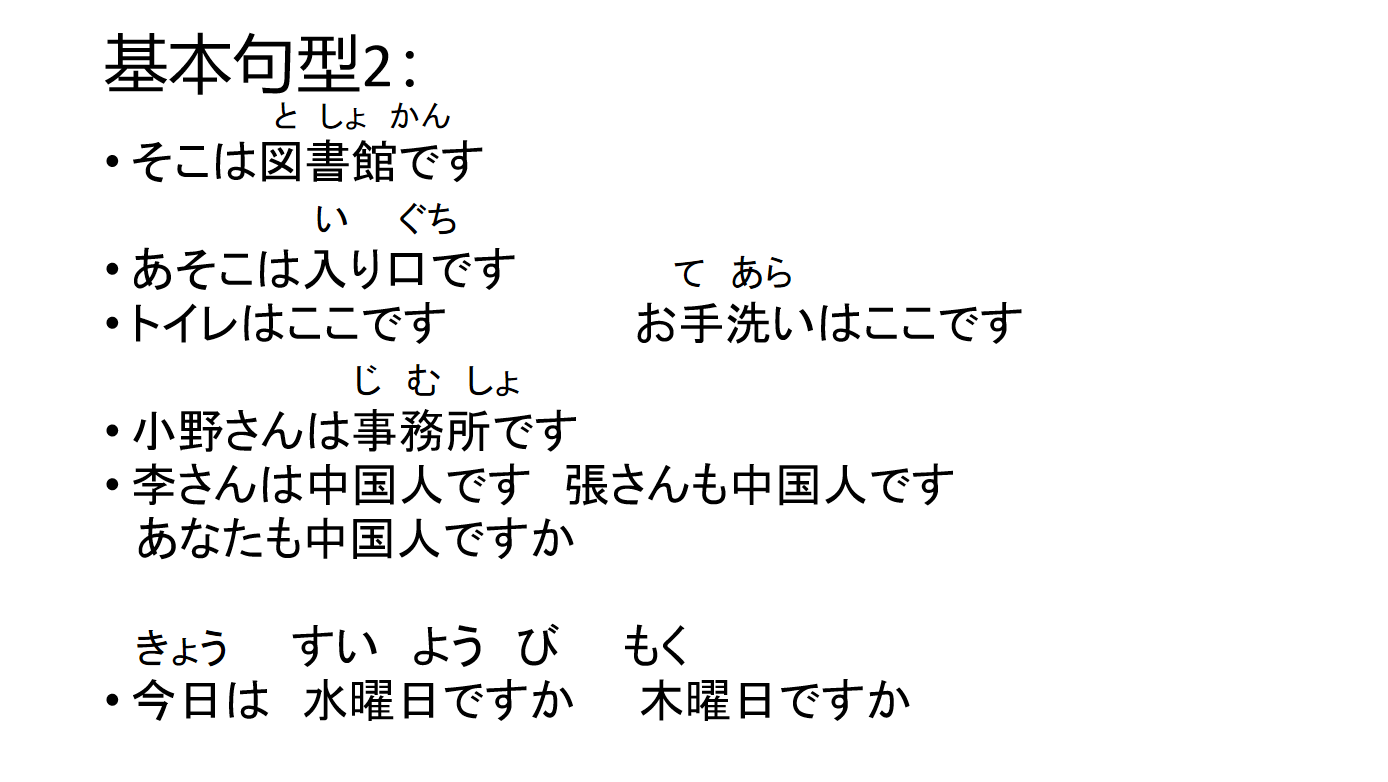 基本句型2：
と しょ かん
・そこは図書館です
い ぐち
・あそこは入り口です
て あら
・トイレはここです　お手洗いはここです
じ む しょ
・小野さんは事務所です
・李さんは中国人です　張さんも中国人です
あなたも中国人ですか
きょう すい よう び もく
・今日は　水曜日ですか　木曜日ですか